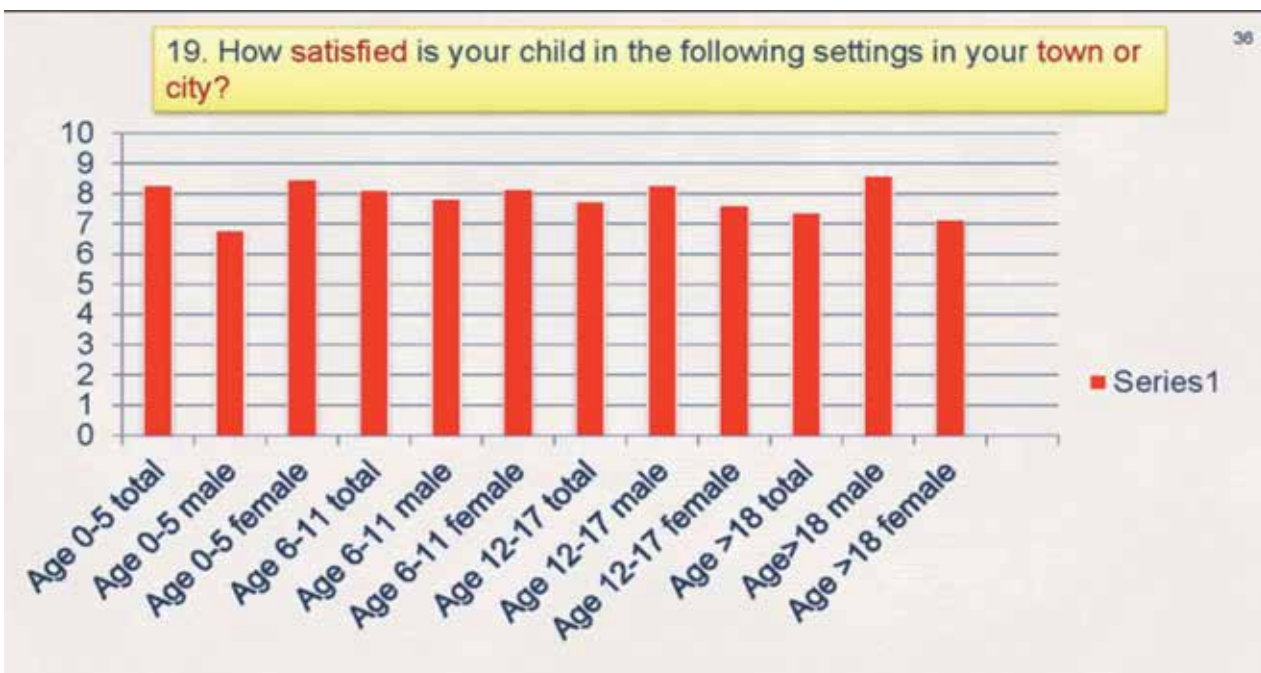 36
19. How satisfied is your child in the following settings in your town or
city?
10
9
8
7
6
5
4
3
2
1
0
Series1
Age 0-5 total
Age 0-5 male
Age 0-5 female
Age 6-11 total
Age 6-11 male
Age 6-11 female
Age 12-17 total
Age 12-17 male
Age 12-17 female
Age >18 total
Age> 18 male
Age >18 female